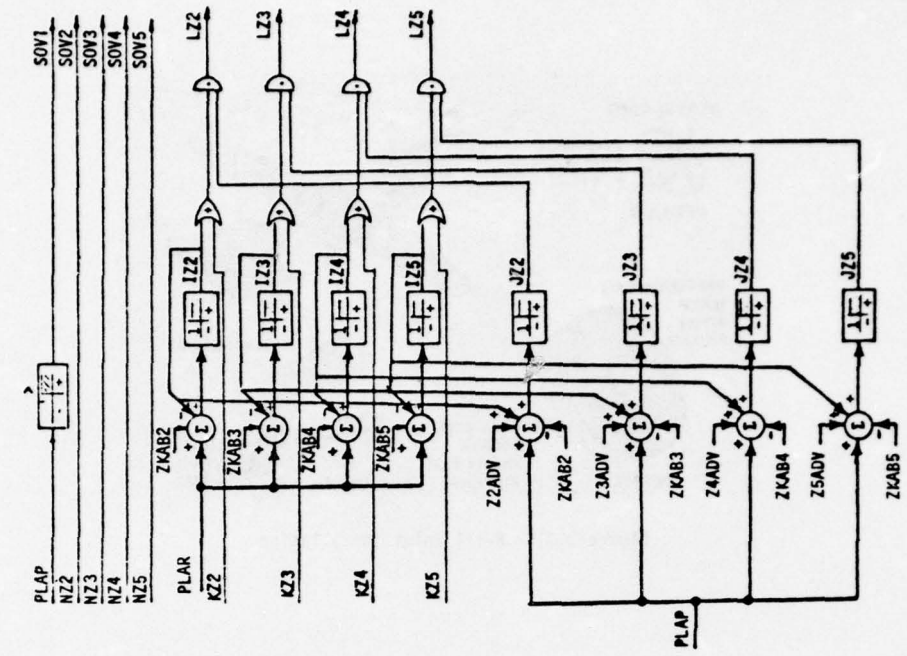 PLAP
SOV1
NZ2
SOV2
NZ3
SOV3
NZ4
SOV4
NZ5
SOV5
ZKAB2
IZ2
LZ2
PLAR
KZ2
ZKAB3
IZ3
LZ3
KZ3
ZKAB4
IZ4
LZ4
KZ4
ZKAB5
IZ5
LZ5
KZ5
Z2ADV
ZKAB2
JZ2
Z3ADV
ZKAB3
JZ3
Z4ADV
ZKAB4
JZ4
Z5ADV
ZKAB5
JZ5
PLAP
Σ
Σ
Σ
Σ
Σ
Σ
Σ
Σ